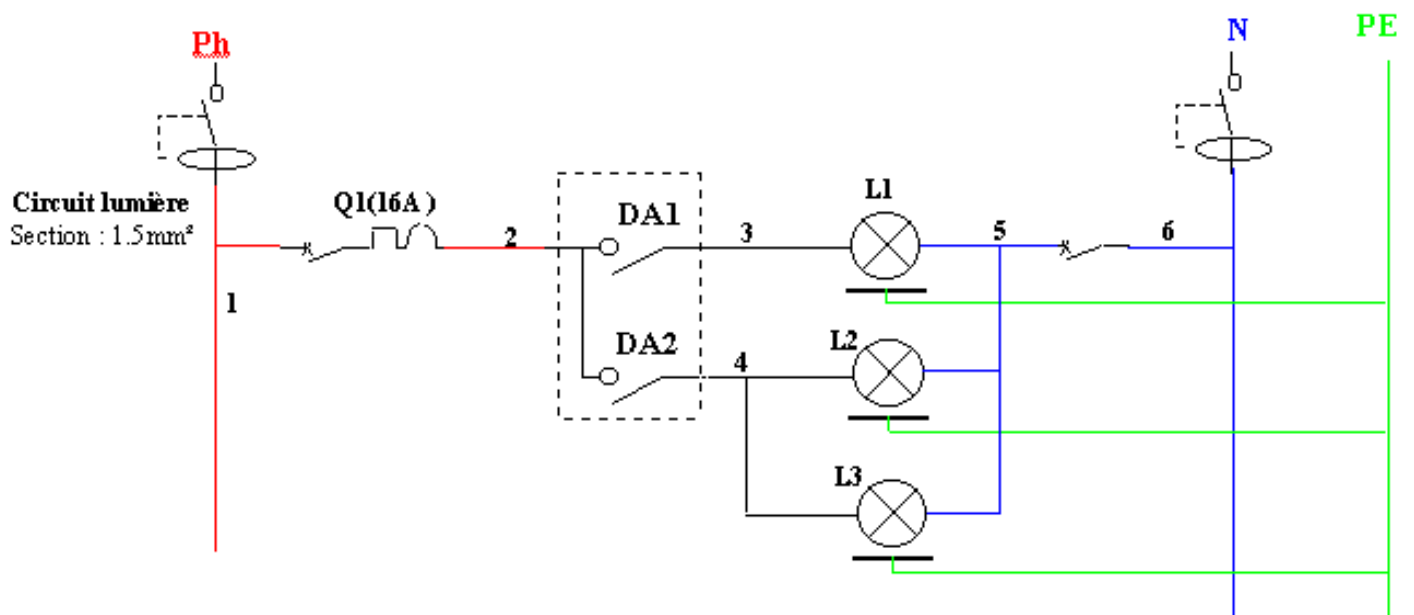 Ph
N
PE
Circuit lumière
Section : 1.5mm²
Q1(16A)
DA1
L1
1
2
3
5
6
DA2
4
L2
L3